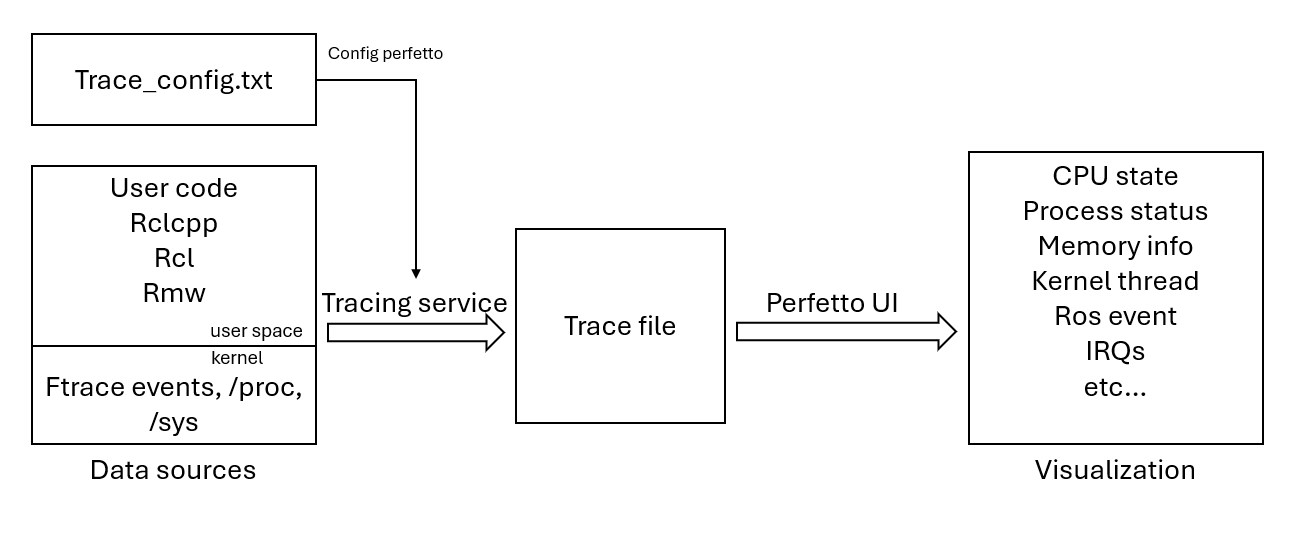 Trace_config.txt
Config perfetto
User code
Rclcpp
Rcl
Rmw
user space
kernel
Ftrace events, /proc,
/sys
Data sources
Tracing service
Trace file
Perfetto UI
CPU state
Process status
Memory info
Kernel thread
Ros event
IRQs
etc...
Visualization